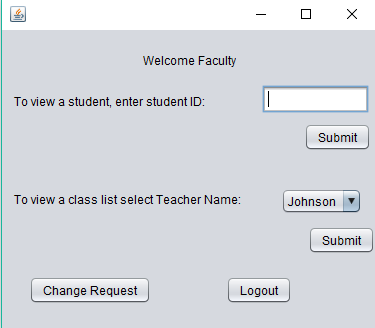 Welcome Faculty
To view a student, enter student ID:
Submit
To view a class list select Teacher Name:
Johnson
Submit
Change Request
Logout